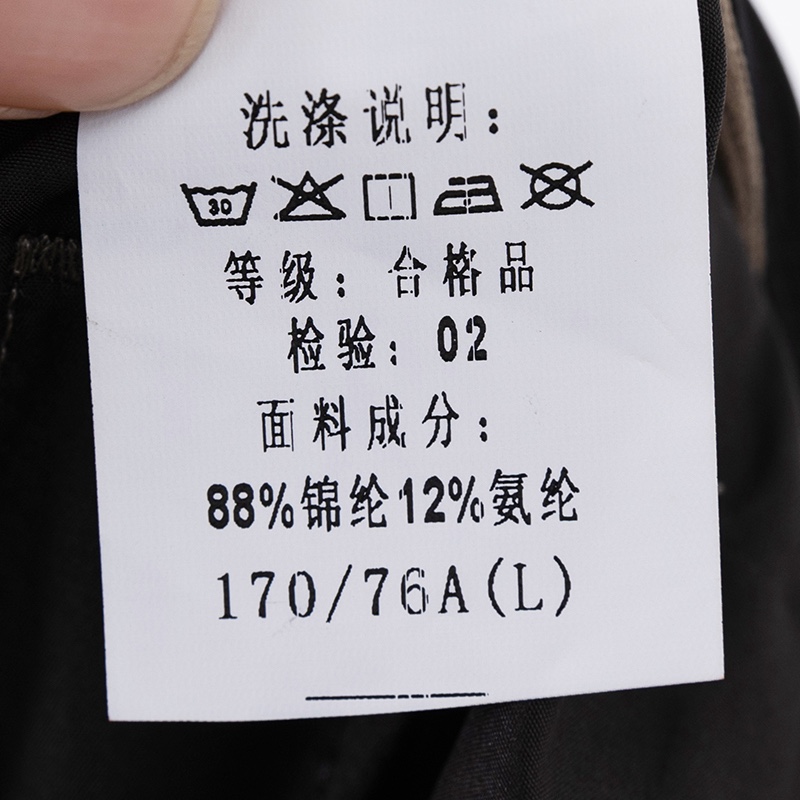 洗涤说明：
30
等级：合格品
检验：02
面料成分：
88%锦纶12%氨纶
170/76A(L)